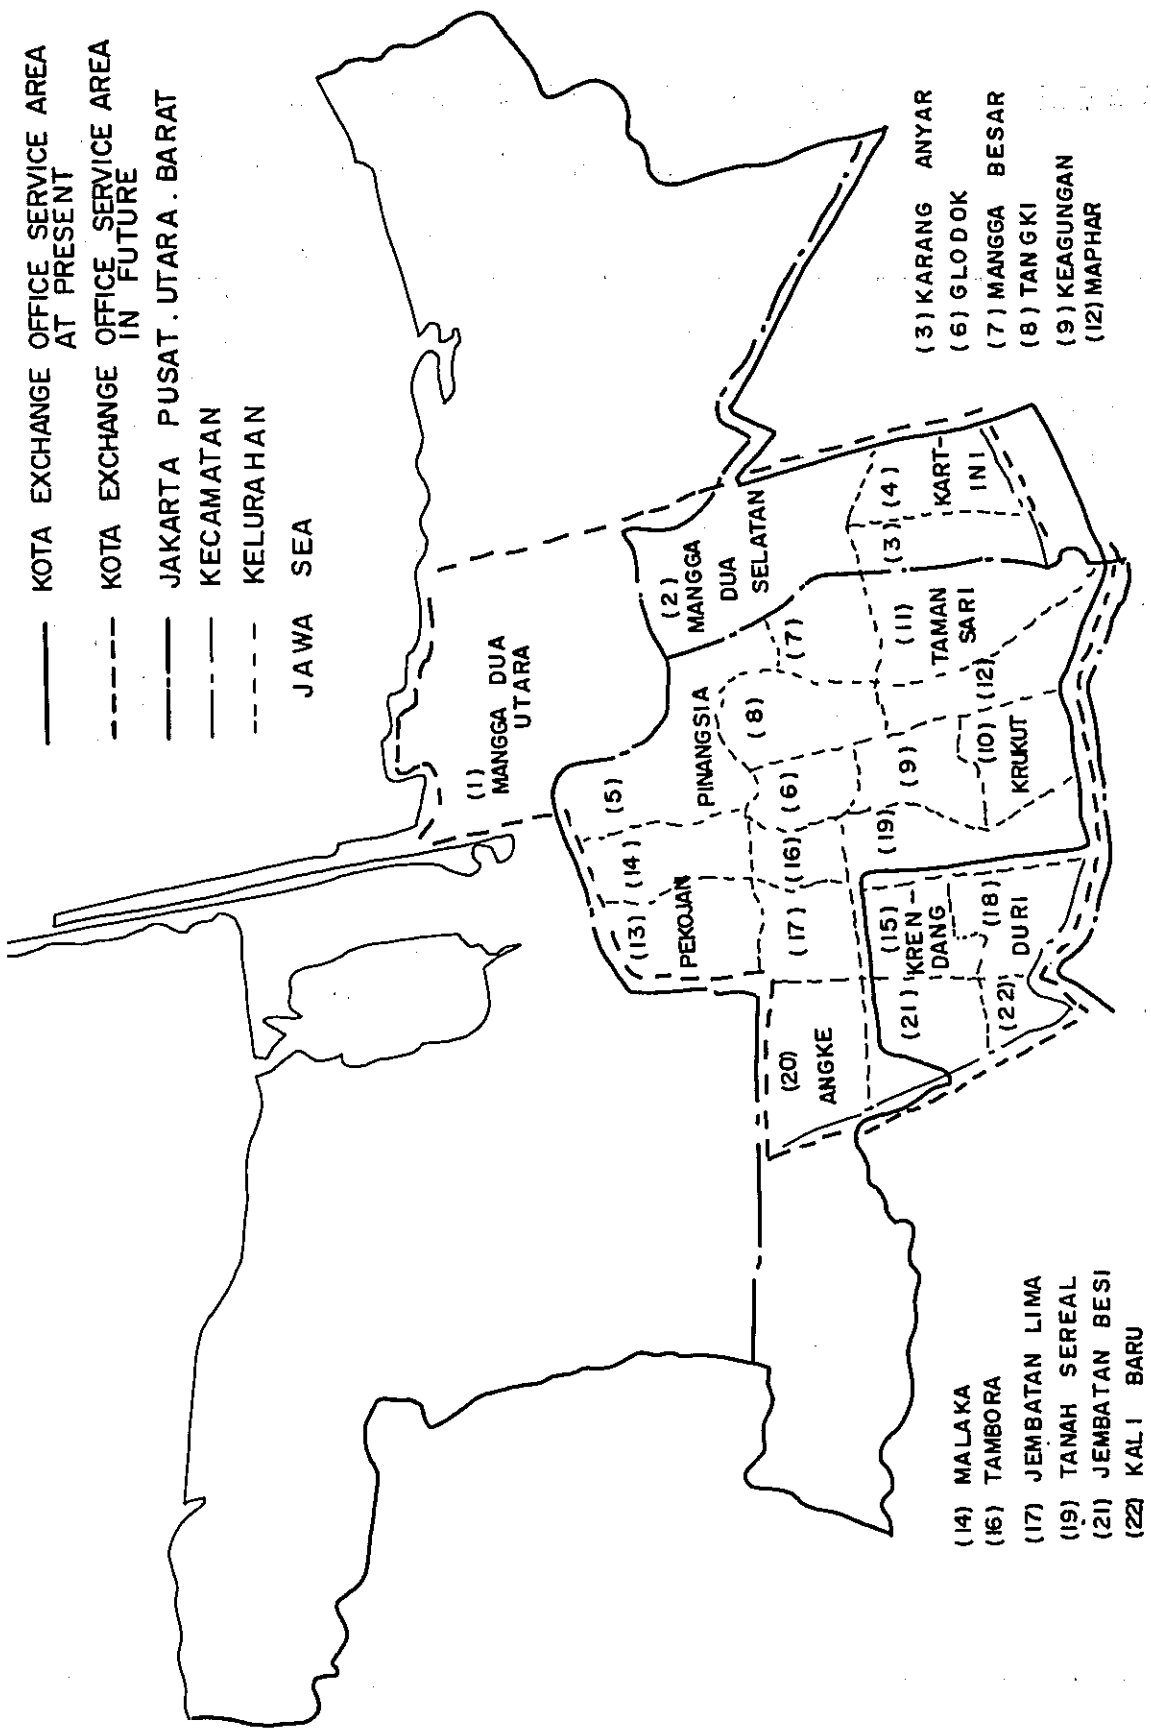 KOTA EXCHANGE OFFICE SERVICE AREA
AT PRESENT
KOTA EXCHANGE OFFICE SERVICE AREA
IN FUTURE
JAKARTA PUSAT. UTARA. BARAT
KECAMATAN
KELURAHAN
JAWA SEA
(1)
MANGGA DUA
UTARA
(2)
MANGGA
DUA
SELATAN
(3)
(4)
KART-
INI
(5)
PINANGSIA
(6)
(7)
(8)
(9)
(10)
KRUKUT
(11)
TAMAN
SARI
(12)
(13)
PEKOJAN
(14)
(15)
KREN-
DANG
(16)
(17)
(18)
DURI
(19)
(20)
ANGKE
(21)
(22)
(14) MALAKA
(16) TAMBORA
(17) JEMBATAN LIMA
(19) TANAH SEREAL
(21) JEMBATAN BESI
(22) KALI BARU
(3) KARANG ANYAR
(6) GLODOK
(7) MANGGA BESAR
(8) TANGKI
(9) KEAGUNGAN
(12) MAPHAR